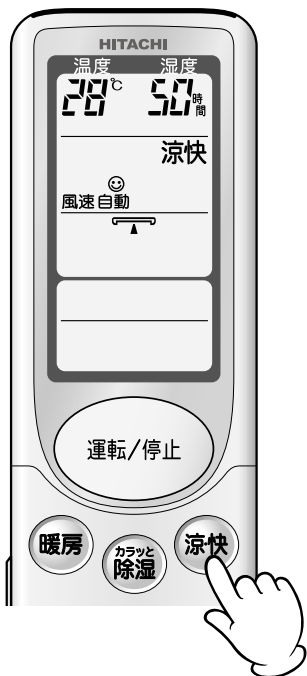 HITACHI
温度 湿度
28℃ 5.0時間
涼快
風速自動
運転/停止
暖房
カラッと
除湿
涼快